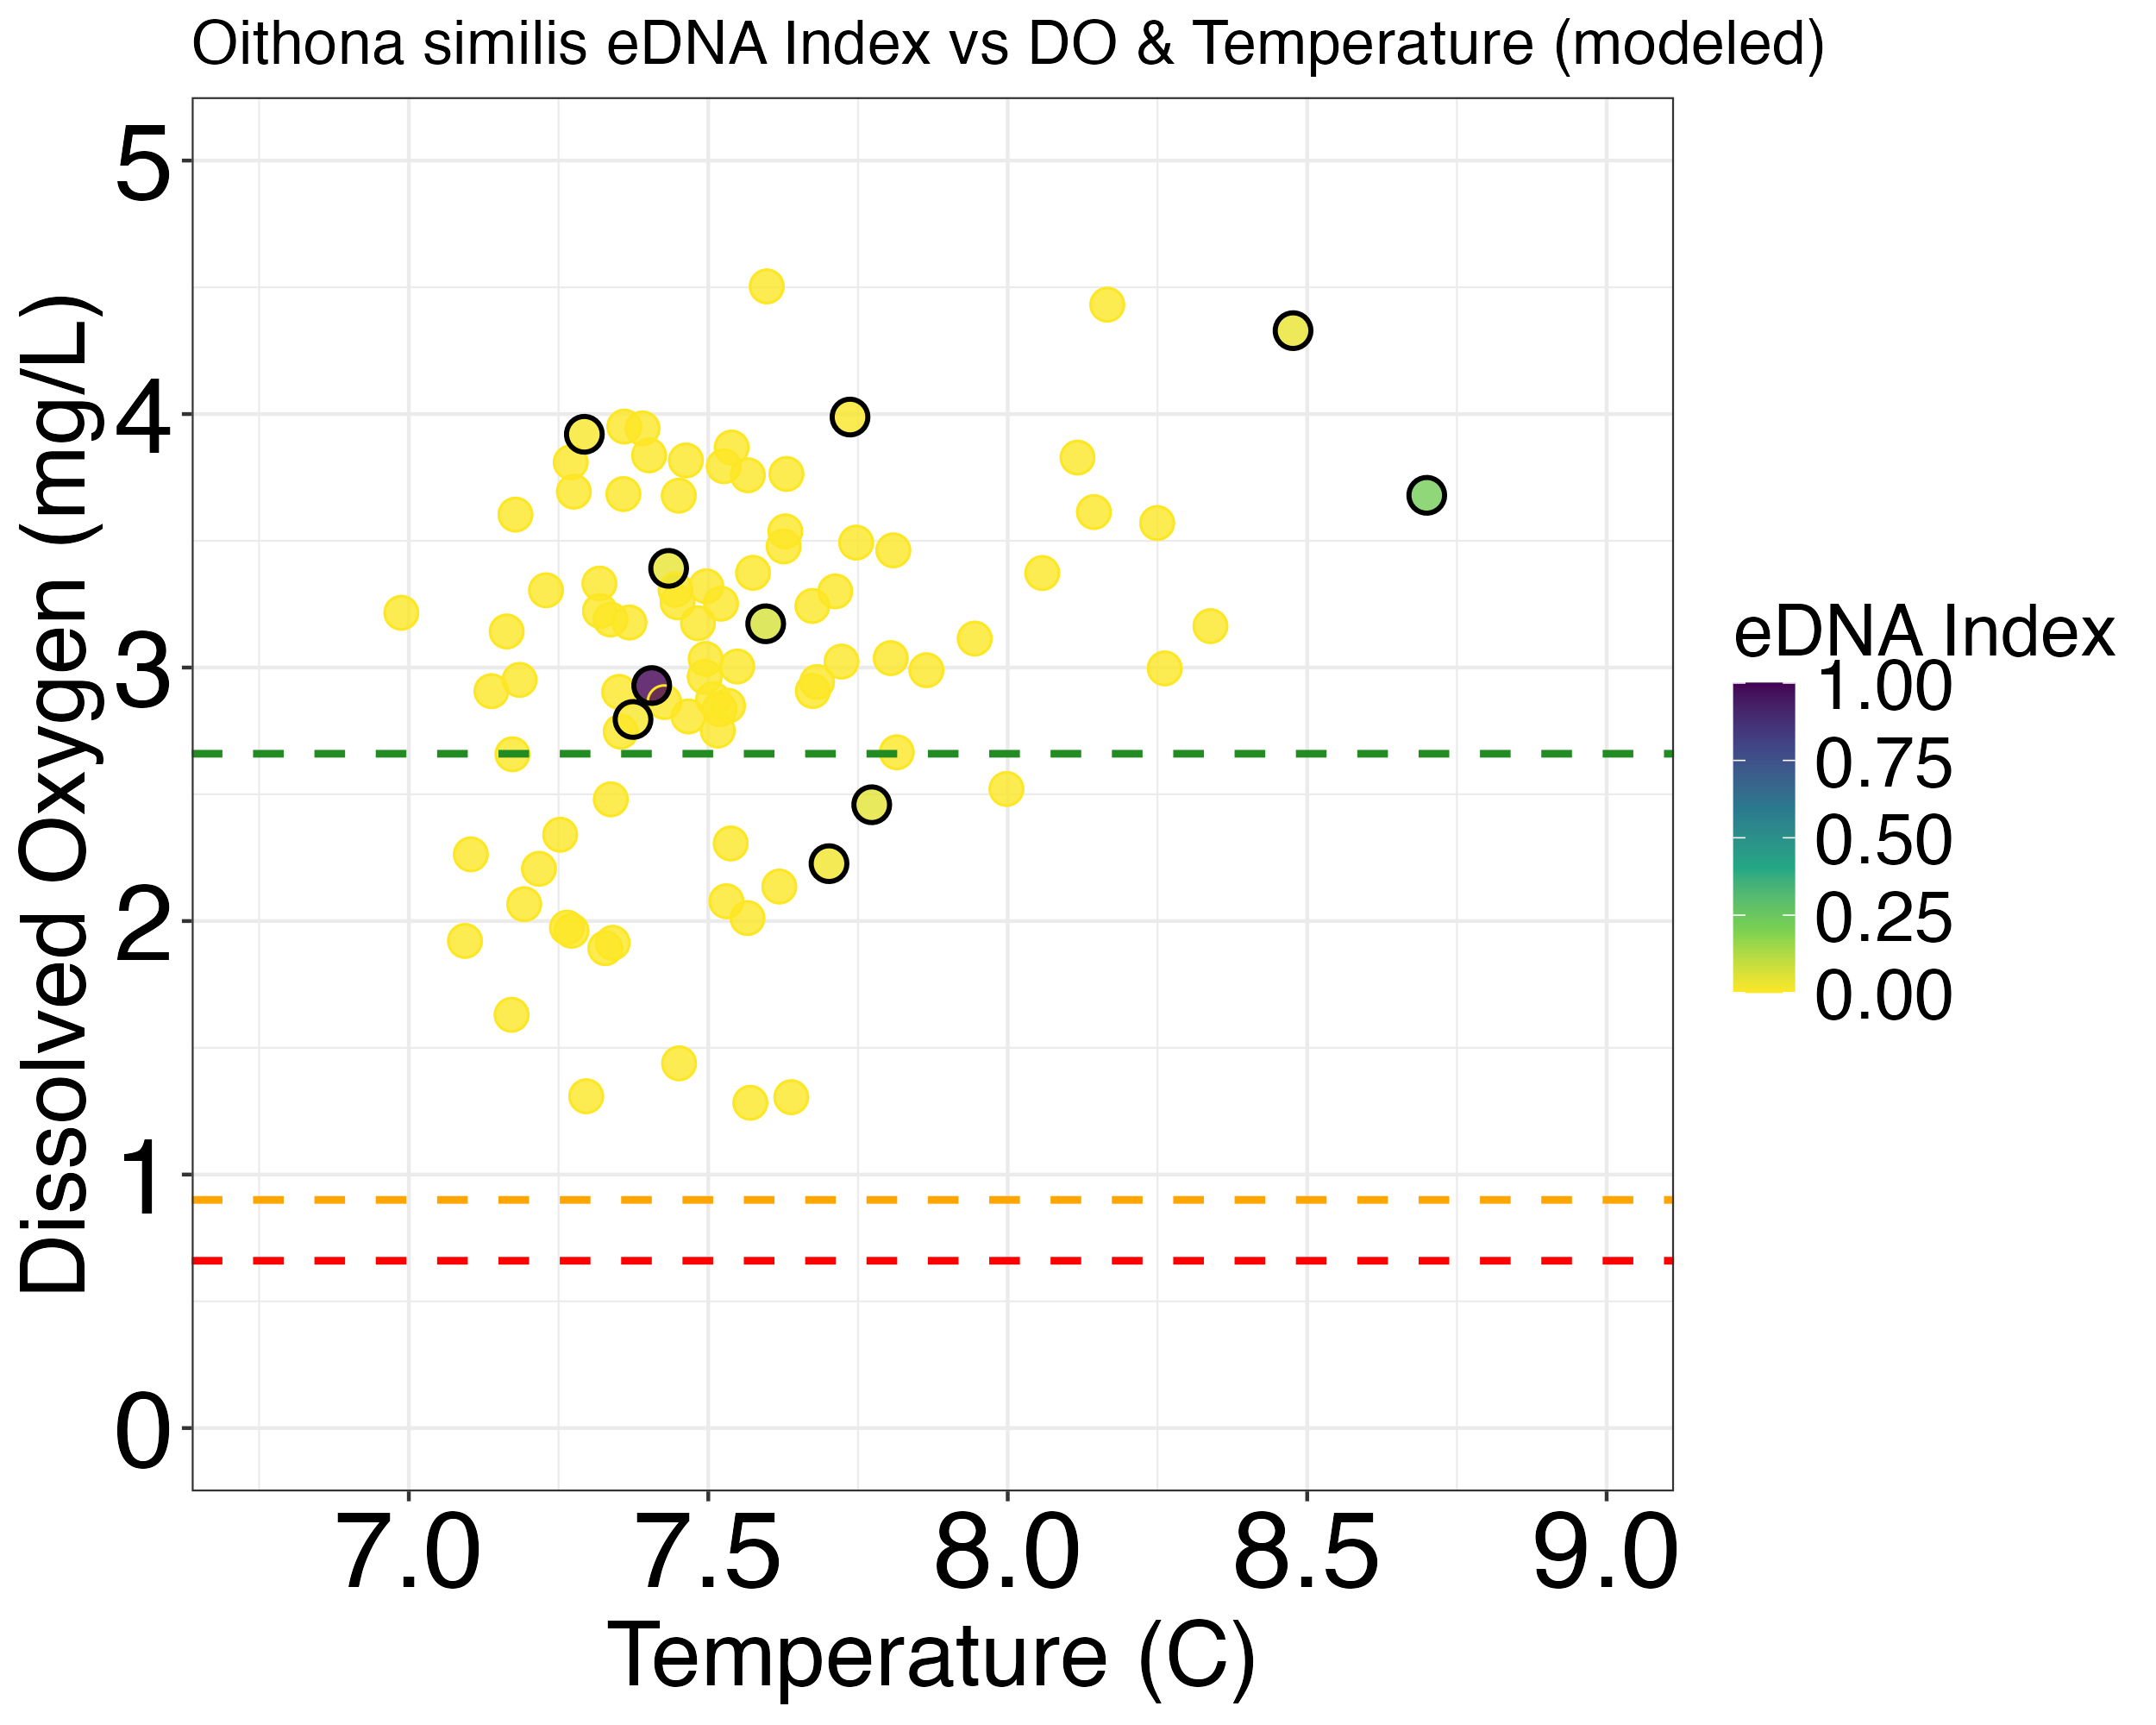 Oithona similis eDNA Index vs DO & Temperature (modeled)
Dissolved Oxygen (mg/L)
5
4
3
2
1
0
7.0 7.5 8.0 8.5 9.0
Temperature (C)
eDNA Index
1.00
0.75
0.50
0.25
0.00